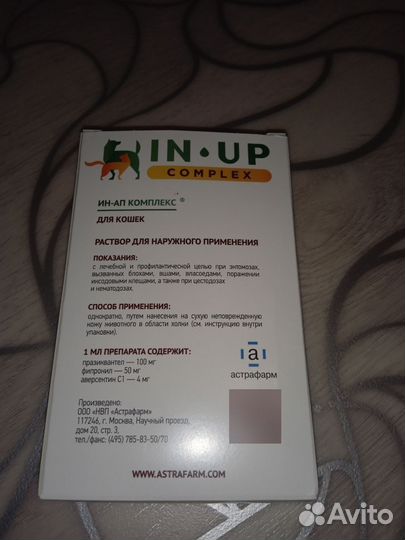 IN·UP
COMPLEX
ИН-АП КОМПЛЕКС ®
ДЛЯ КОШЕК
РАСТВОР ДЛЯ НАРУЖНОГО ПРИМЕНЕНИЯ
ПОКАЗАНИЯ:
с лечебной и профилактической целью при энтомозах,
вызванных блохами, вшами, власоедами, поражении
иксодовыми клещами, а также при цестодозах
и нематодозах.
СПОСОБ ПРИМЕНЕНИЯ:
однократно, путем нанесения на сухую неповрежденную
кожу животного в области холки (см. инструкцию внутри
упаковки).
1 МЛ ПРЕПАРАТА СОДЕРЖИТ:
празиквантел — 100 мг
фипронил — 50 мг
аверсектин С1 — 4 мг
а
астрафарм
Произведено:
ООО «НВП «Астрафарм»
117246, г. Москва, Научный проезд,
дом 20, стр. 3,
тел./факс: (495) 785-83-50/70
WWW.ASTRAFARM.COM
Avito